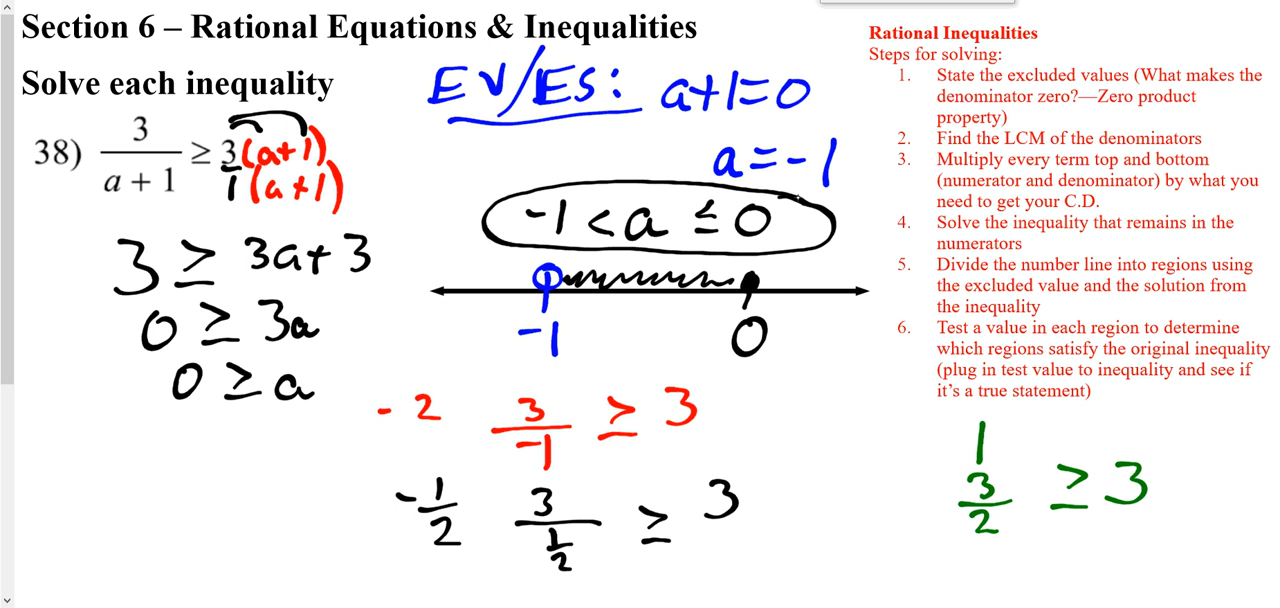 Section 6 – Rational Equations & Inequalities
Solve each inequality
EV/ES: a+1=0
a=-1
38) 3/(a + 1) ≥ 3(a+1)/1(a+1)
3 ≥ 3a+3
0 ≥ 3a
0 ≥ a
-1 < a ≤ 0
-1 0
-2 3/-1 ≥ 3
-1/2 3/(1/2) ≥ 3
Rational Inequalities
Steps for solving:
1. State the excluded values (What makes the
denominator zero?—Zero product
property)
2. Find the LCM of the denominators
3. Multiply every term top and bottom
(numerator and denominator) by what you
need to get your C.D.
4. Solve the inequality that remains in the
numerators
5. Divide the number line into regions using
the excluded value and the solution from
the inequality
6. Test a value in each region to determine
which regions satisfy the original inequality
(plug in test value to inequality and see if
it's a true statement)
1
3/2 ≥ 3